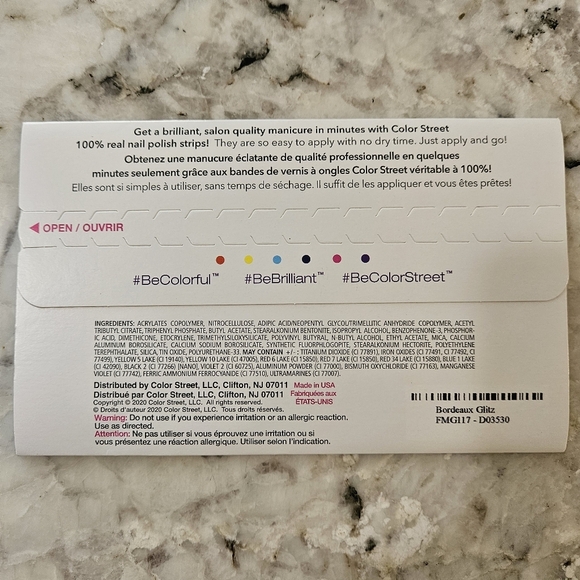 Get a brilliant, salon quality manicure in minutes with Color Street
100% real nail polish strips! They are so easy to apply with no dry time. Just apply and go!
Obtenez une manucure éclatante de qualité professionnelle en quelques
minutes seulement grâce aux bandes de vernis à ongles Color Street véritable à 100%!
Elles sont si simples à utiliser, sans temps de séchage. Il suffit de les appliquer et vous êtes prêtes!
◀ OPEN / OUVRIR
#BeColorful™ #BeBrilliant™ #BeColorStreet™
INGREDIENTS: ACRYLATES COPOLYMER, NITROCELLULOSE, ADIPIC ACID/NEOPENTYL GLYCOL/TRIMELLITIC ANHYDRIDE COPOLYMER, ACETYL
TRIBUTYL CITRATE, TRIPHENYL PHOSPHATE, BUTYL ACETATE, STEARALKONIUM BENTONITE, ISOPROPYL ALCOHOL, BENZOPHENONE-3, PHOSPHOR-
IC ACID, DIMETHICONE, ETOCRYLENE, TRIMETHYLSILOXYSILICATE, POLYVINYL BUTYRAL, N-BUTYL ALCOHOL, ETHYL ACETATE, MICA, CALCIUM
ALUMINUM BOROSILICATE, CALCIUM SODIUM BOROSILICATE, SYNTHETIC FLUORPHLOGOPITE, STEARALKONIUM HECTORITE, POLYETHYLENE
TEREPHTHALATE, SILICA, TIN OXIDE, POLYURETHANE-33. MAY CONTAIN +/- : TITANIUM DIOXIDE (CI 77891), IRON OXIDES (CI 77491, CI 77492, CI
77499), YELLOW 5 LAKE (CI 19140), YELLOW 10 LAKE (CI 47005), RED 6 LAKE (CI 15850), RED 7 LAKE (CI 15850), RED 34 LAKE (CI 15880), BLUE 1 LAKE
(CI 42090), BLACK 2 (CI 77266) [NANO], VIOLET 2 (CI 60725), ALUMINUM POWDER (CI 77000), BISMUTH OXYCHLORIDE (CI 77163), MANGANESE
VIOLET (CI 77742), FERRIC AMMONIUM FERROCYANIDE (CI 77510), ULTRAMARINES (CI 77007).
Distributed by Color Street, LLC, Clifton, NJ 07011 Made in USA
Distribué par Color Street, LLC, Clifton, NJ 07011 Fabriquées aux
ÉTATS-UNIS
Copyright © 2020 Color Street, LLC. All rights reserved.
© Droits d'auteur 2020 Color Street, LLC. Tous droits réservés.
Warning: Do not use if you experience irritation or an allergic reaction.
Use as directed.
Attention: Ne pas utiliser si vous éprouvez une irritation ou si
vous présentez une réaction allergique. Utiliser selon l'indication.
Bordeaux Glitz
FMG117 - D03530